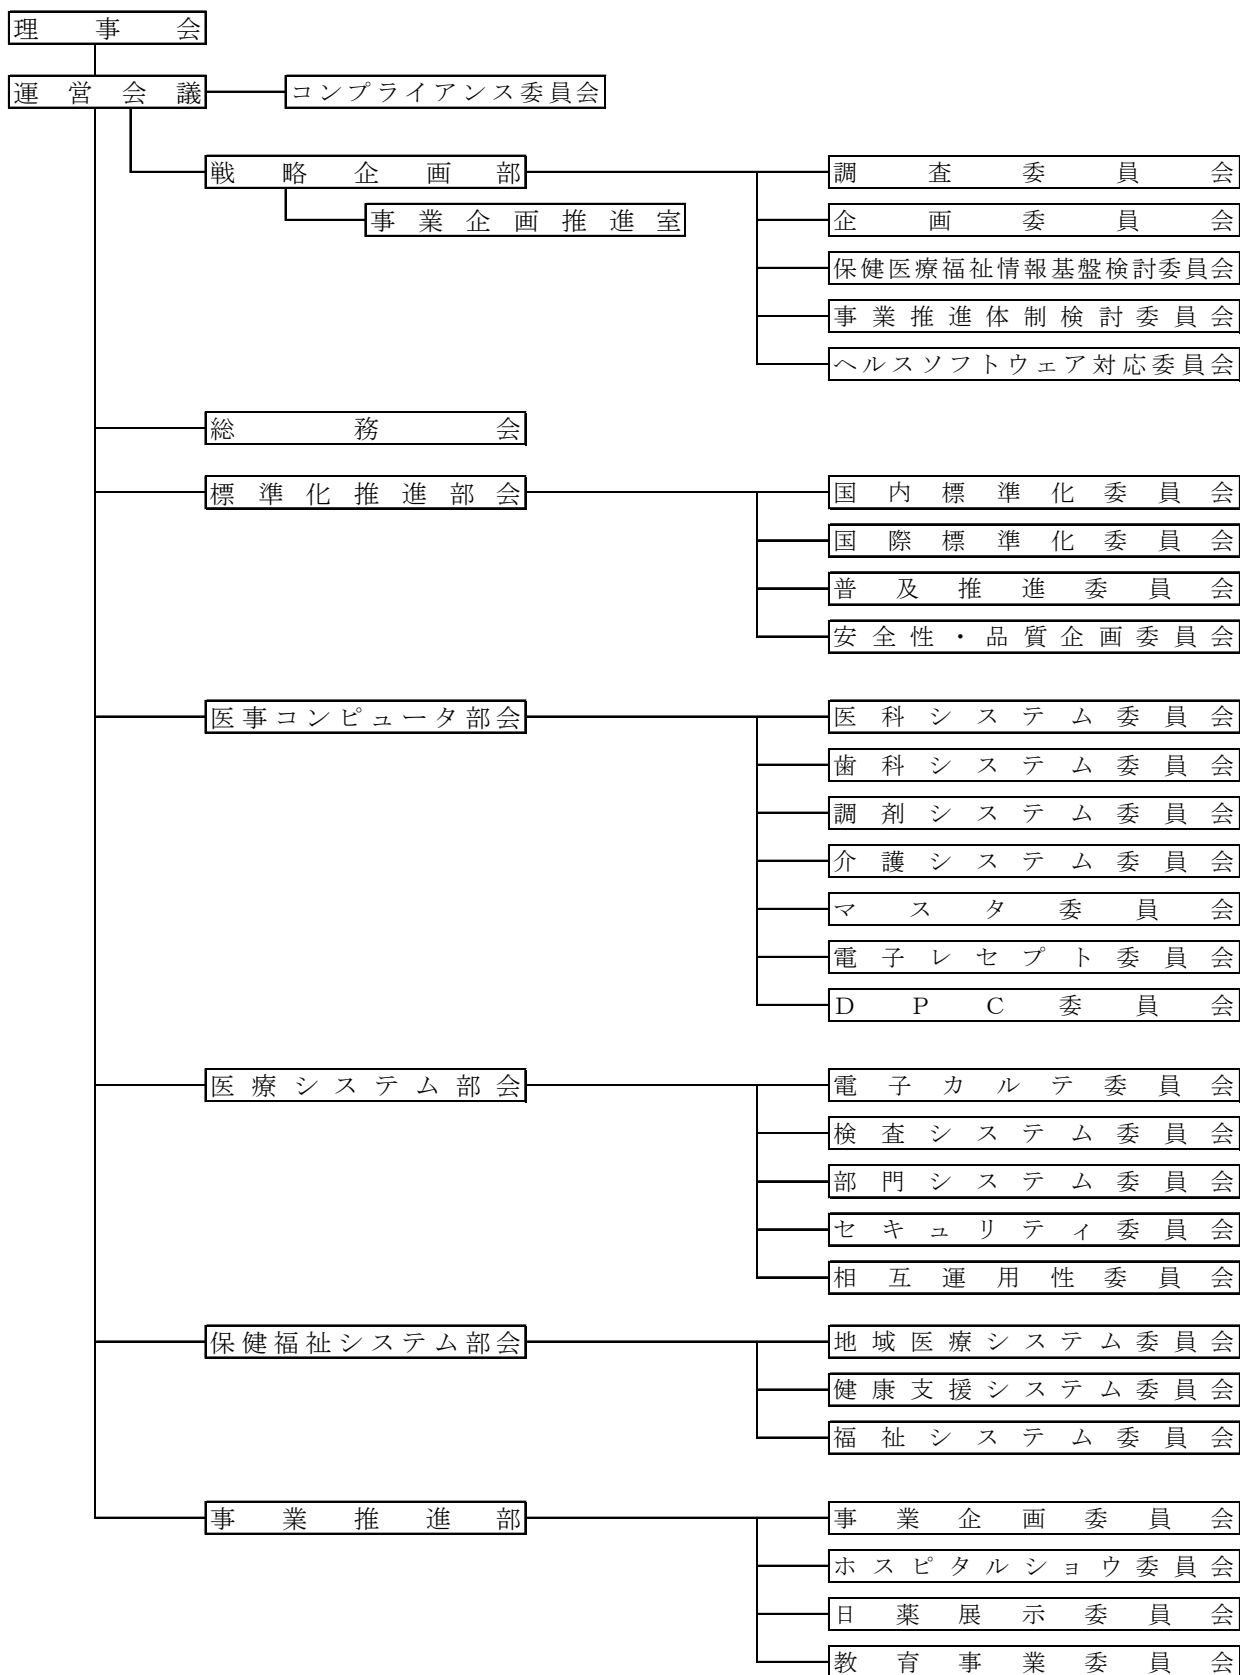 理事会
運営会議 コンプライアンス委員会
戦略企画部 調査委員会
事業企画推進室 企画委員会
保健医療福祉情報基盤検討委員会
事業推進体制検討委員会
ヘルスソフトウェア対応委員会
総務会
標準化推進部会 国内標準化委員会
国際標準化委員会
普及推進委員会
安全性・品質企画委員会
医事コンピュータ部会 医科システム委員会
歯科システム委員会
調剤システム委員会
介護システム委員会
マスタ委員会
電子レセプト委員会
DPC委員会
医療システム部会 電子カルテ委員会
検査システム委員会
部門システム委員会
セキュリティ委員会
相互運用性委員会
保健福祉システム部会 地域医療システム委員会
健康支援システム委員会
福祉システム委員会
事業推進部 事業企画委員会
ホスピタルショウ委員会
日薬展示委員会
教育事業委員会